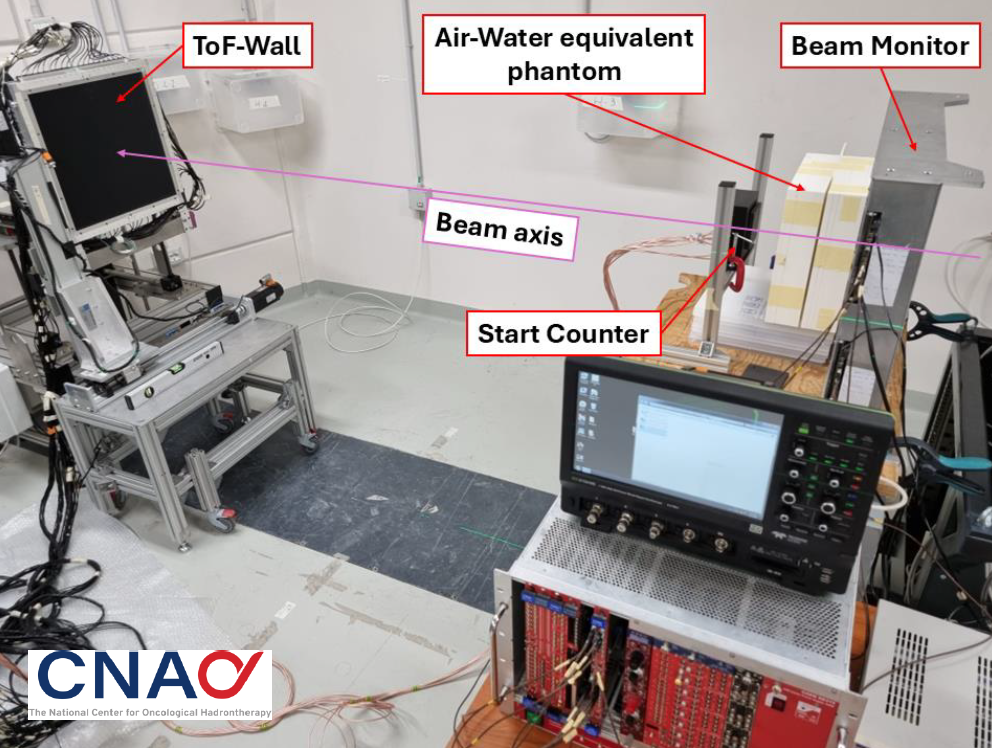 ToF-Wall
Air-Water equivalent
phantom
Beam Monitor
Beam axis
Start Counter
CNAO
The National Center for Oncological Hadrontherapy